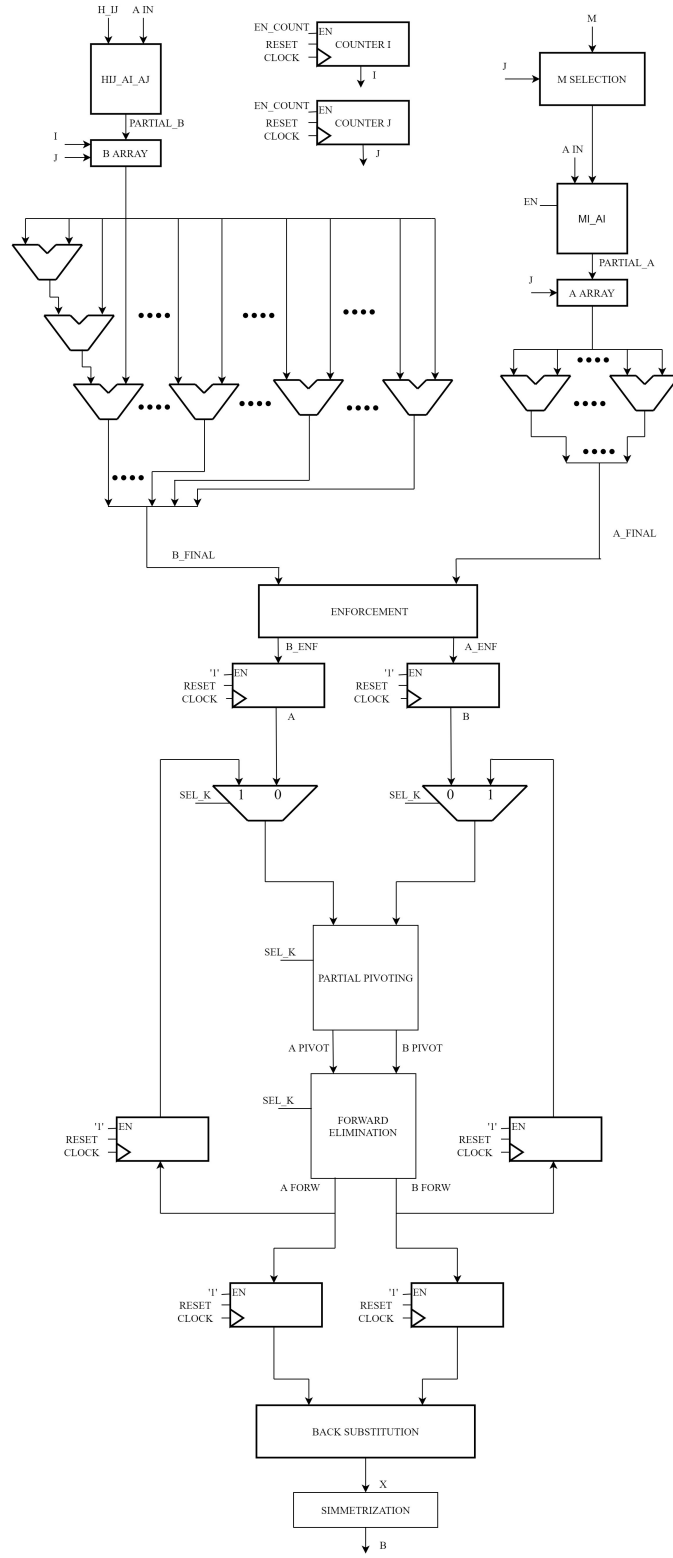 H_IJ
A IN
HIJ_AI_AJ
PARTIAL_B
I
J
B ARRAY
EN_COUNT
EN
RESET
CLOCK
COUNTER I
I
EN_COUNT
EN
RESET
CLOCK
COUNTER J
J
M
J
M SELECTION
A IN
EN
MI_AI
PARTIAL_A
J
A ARRAY
B_FINAL
A_FINAL
ENFORCEMENT
B_ENF
A_ENF
'1'
EN
RESET
CLOCK
A
'1'
EN
RESET
CLOCK
B
SEL_K
1
0
SEL_K
0
1
SEL_K
PARTIAL PIVOTING
A PIVOT
B PIVOT
SEL_K
FORWARD
ELIMINATION
'1'
EN
RESET
CLOCK
'1'
EN
RESET
CLOCK
A FORW
B FORW
'1'
EN
RESET
CLOCK
'1'
EN
RESET
CLOCK
BACK SUBSTITUTION
X
SIMMETRIZATION
B